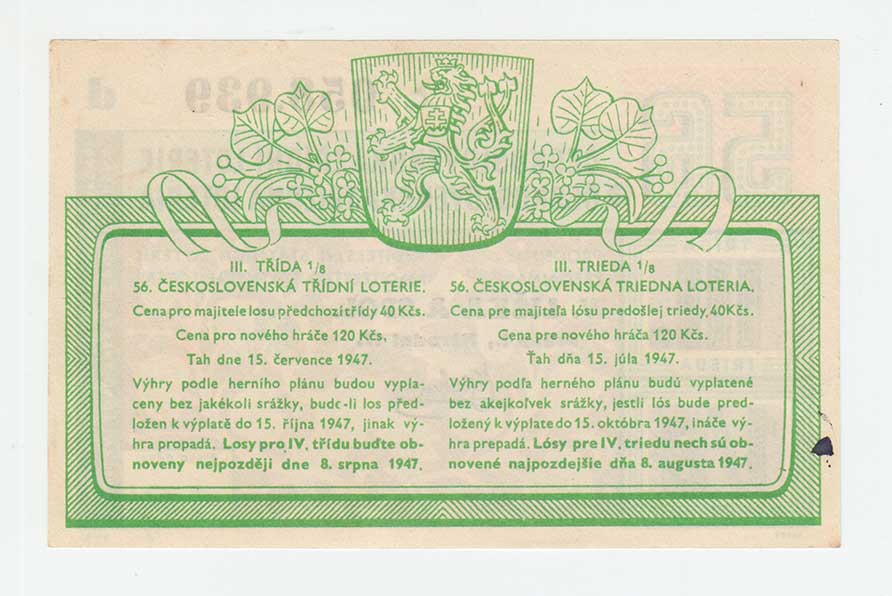 III. TŘÍDA 1/8
56. ČESKOSLOVENSKÁ TŘÍDNÍ LOTERIE.
Cena pro majitele losu předchozí třídy 40 Kčs.
Cena pro nového hráče 120 Kčs.
Tah dne 15. července 1947.
Výhry podle herního plánu budou vypla-
ceny bez jakékoli srážky, bude-li los před-
ložen k výplatě do 15. října 1947, jinak vý-
hra propadá. Losy pro IV. třídu buďte ob-
noveny nejpozději dne 8. srpna 1947.
III. TRIEDA 1/8
56. ČESKOSLOVENSKÁ TRIEDNA LOTERIA.
Cena pre majiteľa lósu predošlej triedy, 40 Kčs.
Cena pre nového hráča 120 Kčs.
Ťah dňa 15. júla 1947.
Výhry podľa herného plánu budú vyplatené
bez akejkoľvek srážky, jestli lós bude pred-
ložený k výplate do 15. októbra 1947, ináče vý-
hra prepadá. Lósy pre IV. triedu nech sú ob-
novené najpozdejšie dňa 8. augusta 1947.